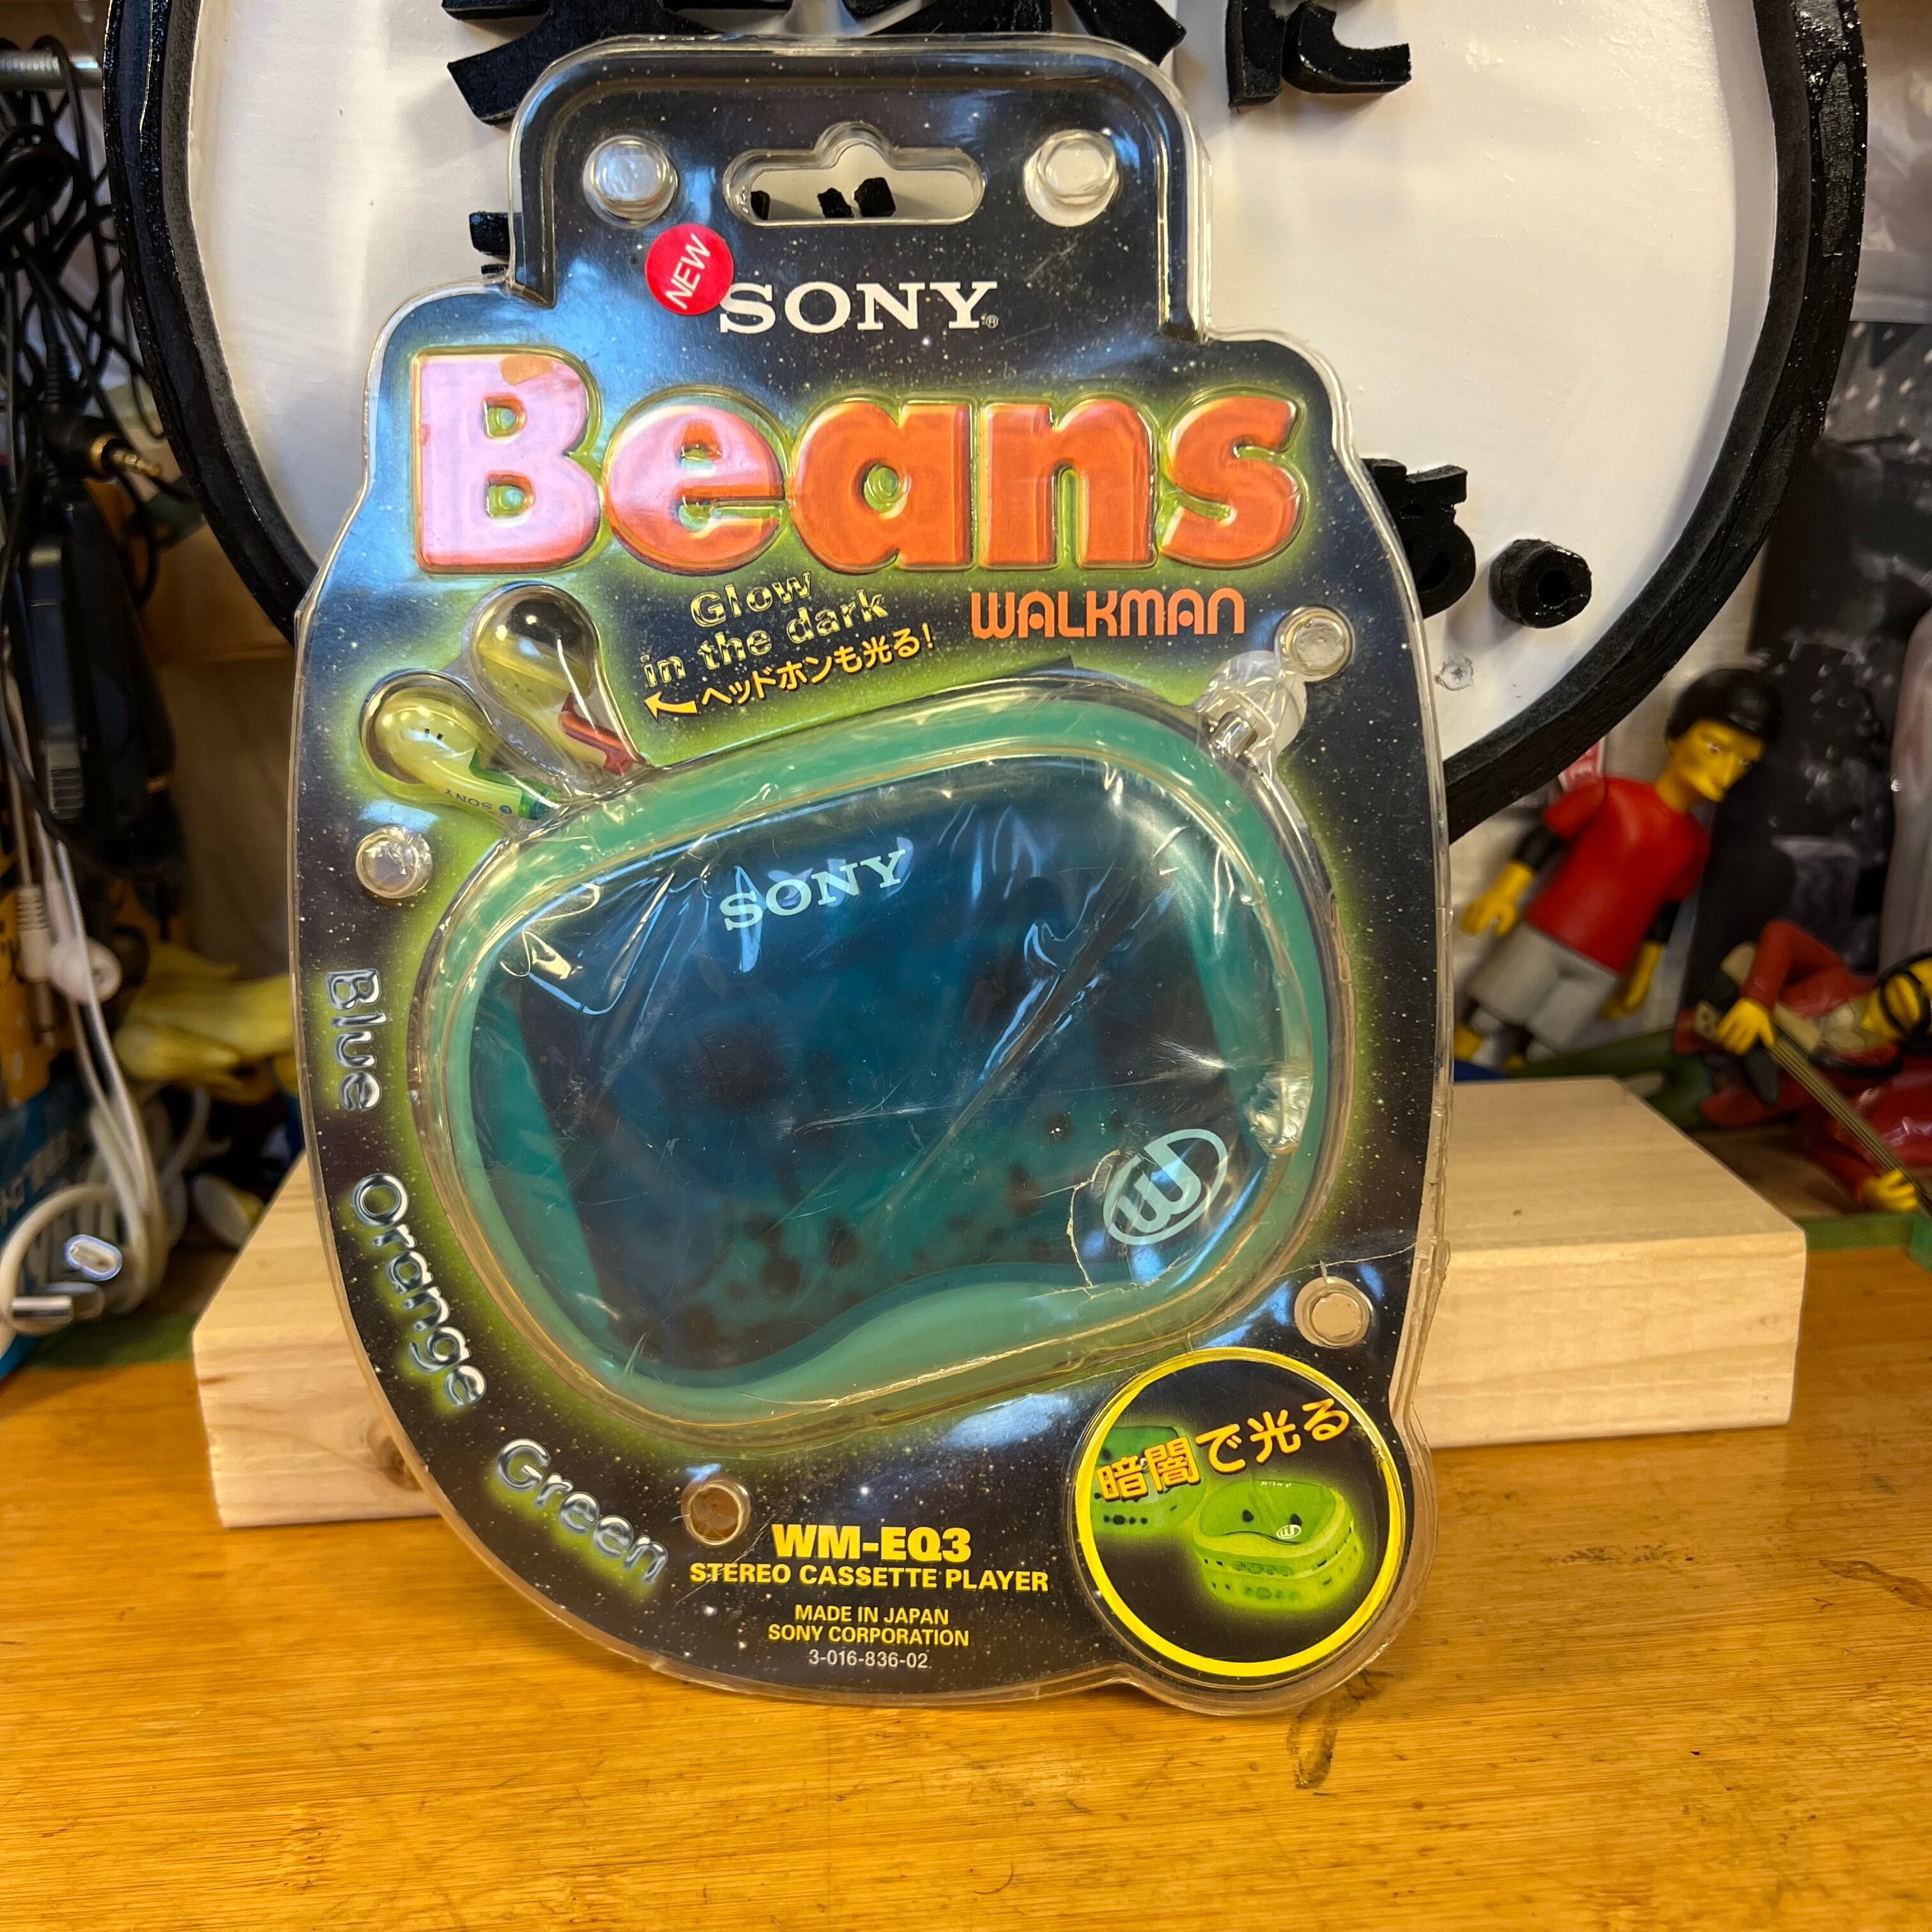 NEW
SONY
Beans
Glow
in the dark
WALKMAN
ヘッドホンも光る!
SONY
SONY
Blue
Orange
Green
暗闇で光る
SONY
WM-EQ3
STEREO CASSETTE PLAYER
MADE IN JAPAN
SONY CORPORATION
3-016-836-02